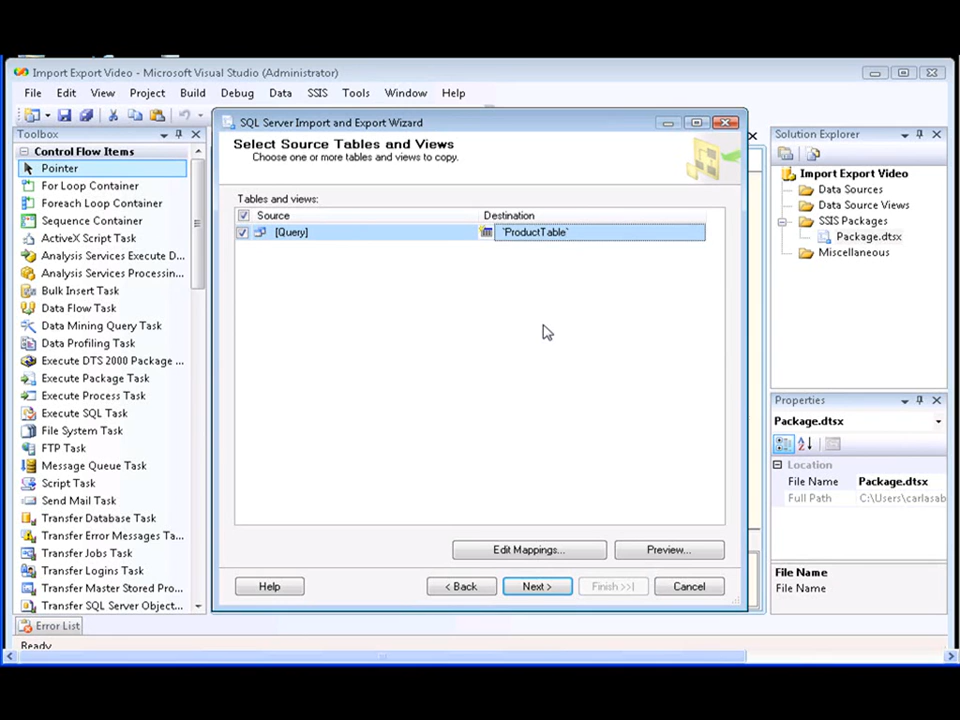 Import Export Video - Microsoft Visual Studio (Administrator)
File Edit View Project Build Debug Data SSIS Tools Window Help
Toolbox
Control Flow Items
Pointer
For Loop Container
Foreach Loop Container
Sequence Container
ActiveX Script Task
Analysis Services Execute D...
Analysis Services Processin...
Bulk Insert Task
Data Flow Task
Data Mining Query Task
Data Profiling Task
Execute DTS 2000 Package ...
Execute Package Task
Execute Process Task
Execute SQL Task
File System Task
FTP Task
Message Queue Task
Script Task
Send Mail Task
Transfer Database Task
Transfer Error Messages Ta...
Transfer Jobs Task
Transfer Logins Task
Transfer Master Stored Pro...
Transfer SQL Server Object...
Error List
Ready
SQL Server Import and Export Wizard
Select Source Tables and Views
Choose one or more tables and views to copy.
Tables and views:
Source Destination
[Query] `ProductTable`
Edit Mappings... Preview...
Help < Back Next > Finish >>| Cancel
Solution Explorer
Import Export Video
Data Sources
Data Source Views
SSIS Packages
Package.dtsx
Miscellaneous
Properties
Package.dtsx
Location
File Name Package.dtsx
Full Path C:\Users\carlasab
File Name
File Name